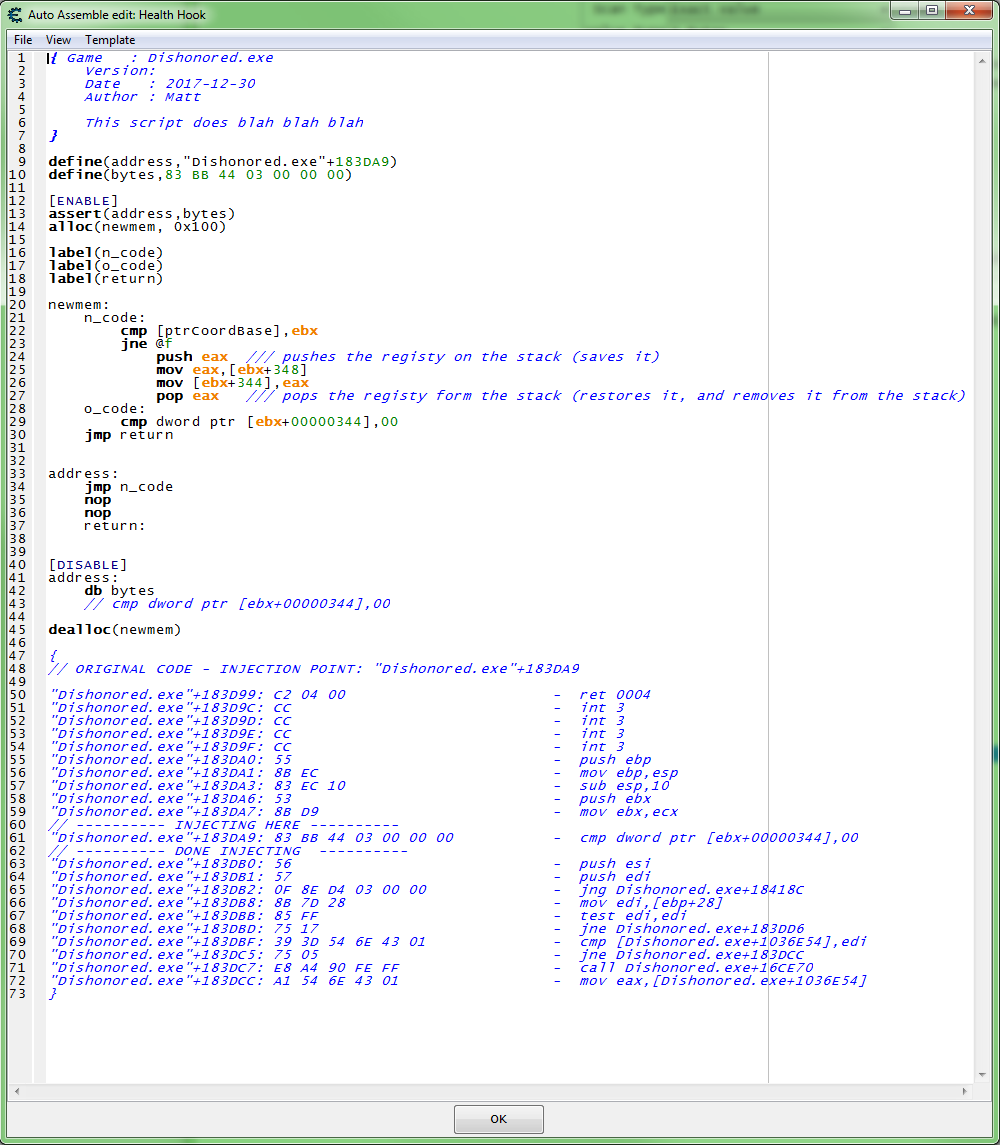 Auto Assemble edit: Health Hook
File View Template
1 { Game : Dishonored.exe
2 Version:
3 Date : 2017-12-30
4 Author : Matt
5
6 This script does blah blah blah
7 }
8
9 define(address,"Dishonored.exe"+183DA9)
10 define(bytes,83 BB 44 03 00 00 00)
11
12 [ENABLE]
13 assert(address,bytes)
14 alloc(newmem, 0x100)
15
16 label(n_code)
17 label(o_code)
18 label(return)
19
20 newmem:
21 n_code:
22 cmp [ptrCoordBase],ebx
23 jne @f
24 push eax /// pushes the registy on the stack (saves it)
25 mov eax,[ebx+348]
26 mov [ebx+344],eax
27 pop eax /// pops the registy form the stack (restores it, and removes it from the stack)
28 o_code:
29 cmp dword ptr [ebx+00000344],00
30 jmp return
31
32
33 address:
34 jmp n_code
35 nop
36 nop
37 return:
38
39
40 [DISABLE]
41 address:
42 db bytes
43 // cmp dword ptr [ebx+00000344],00
44
45 dealloc(newmem)
46
47 {
48 // ORIGINAL CODE - INJECTION POINT: "Dishonored.exe"+183DA9
49
50 "Dishonored.exe"+183D99: C2 04 00 - ret 0004
51 "Dishonored.exe"+183D9C: CC - int 3
52 "Dishonored.exe"+183D9D: CC - int 3
53 "Dishonored.exe"+183D9E: CC - int 3
54 "Dishonored.exe"+183D9F: CC - int 3
55 "Dishonored.exe"+183DA0: 55 - push ebp
56 "Dishonored.exe"+183DA1: 8B EC - mov ebp,esp
57 "Dishonored.exe"+183DA3: 83 EC 10 - sub esp,10
58 "Dishonored.exe"+183DA6: 53 - push ebx
59 "Dishonored.exe"+183DA7: 8B D9 - mov ebx,ecx
60 // ---------- INJECTING HERE ----------
61 "Dishonored.exe"+183DA9: 83 BB 44 03 00 00 00 - cmp dword ptr [ebx+00000344],00
62 // ---------- DONE INJECTING ----------
63 "Dishonored.exe"+183DB0: 56 - push esi
64 "Dishonored.exe"+183DB1: 57 - push edi
65 "Dishonored.exe"+183DB2: 0F 8E D4 03 00 00 - jng Dishonored.exe+18418C
66 "Dishonored.exe"+183DB8: 8B 7D 28 - mov edi,[ebp+28]
67 "Dishonored.exe"+183DBB: 85 FF - test edi,edi
68 "Dishonored.exe"+183DBD: 75 17 - jne Dishonored.exe+183DD6
69 "Dishonored.exe"+183DBF: 39 3D 54 6E 43 01 - cmp [Dishonored.exe+1036E54],edi
70 "Dishonored.exe"+183DC5: 75 05 - jne Dishonored.exe+183DCC
71 "Dishonored.exe"+183DC7: E8 A4 90 FE FF - call Dishonored.exe+16CE70
72 "Dishonored.exe"+183DCC: A1 54 6E 43 01 - mov eax,[Dishonored.exe+1036E54]
73 }
OK